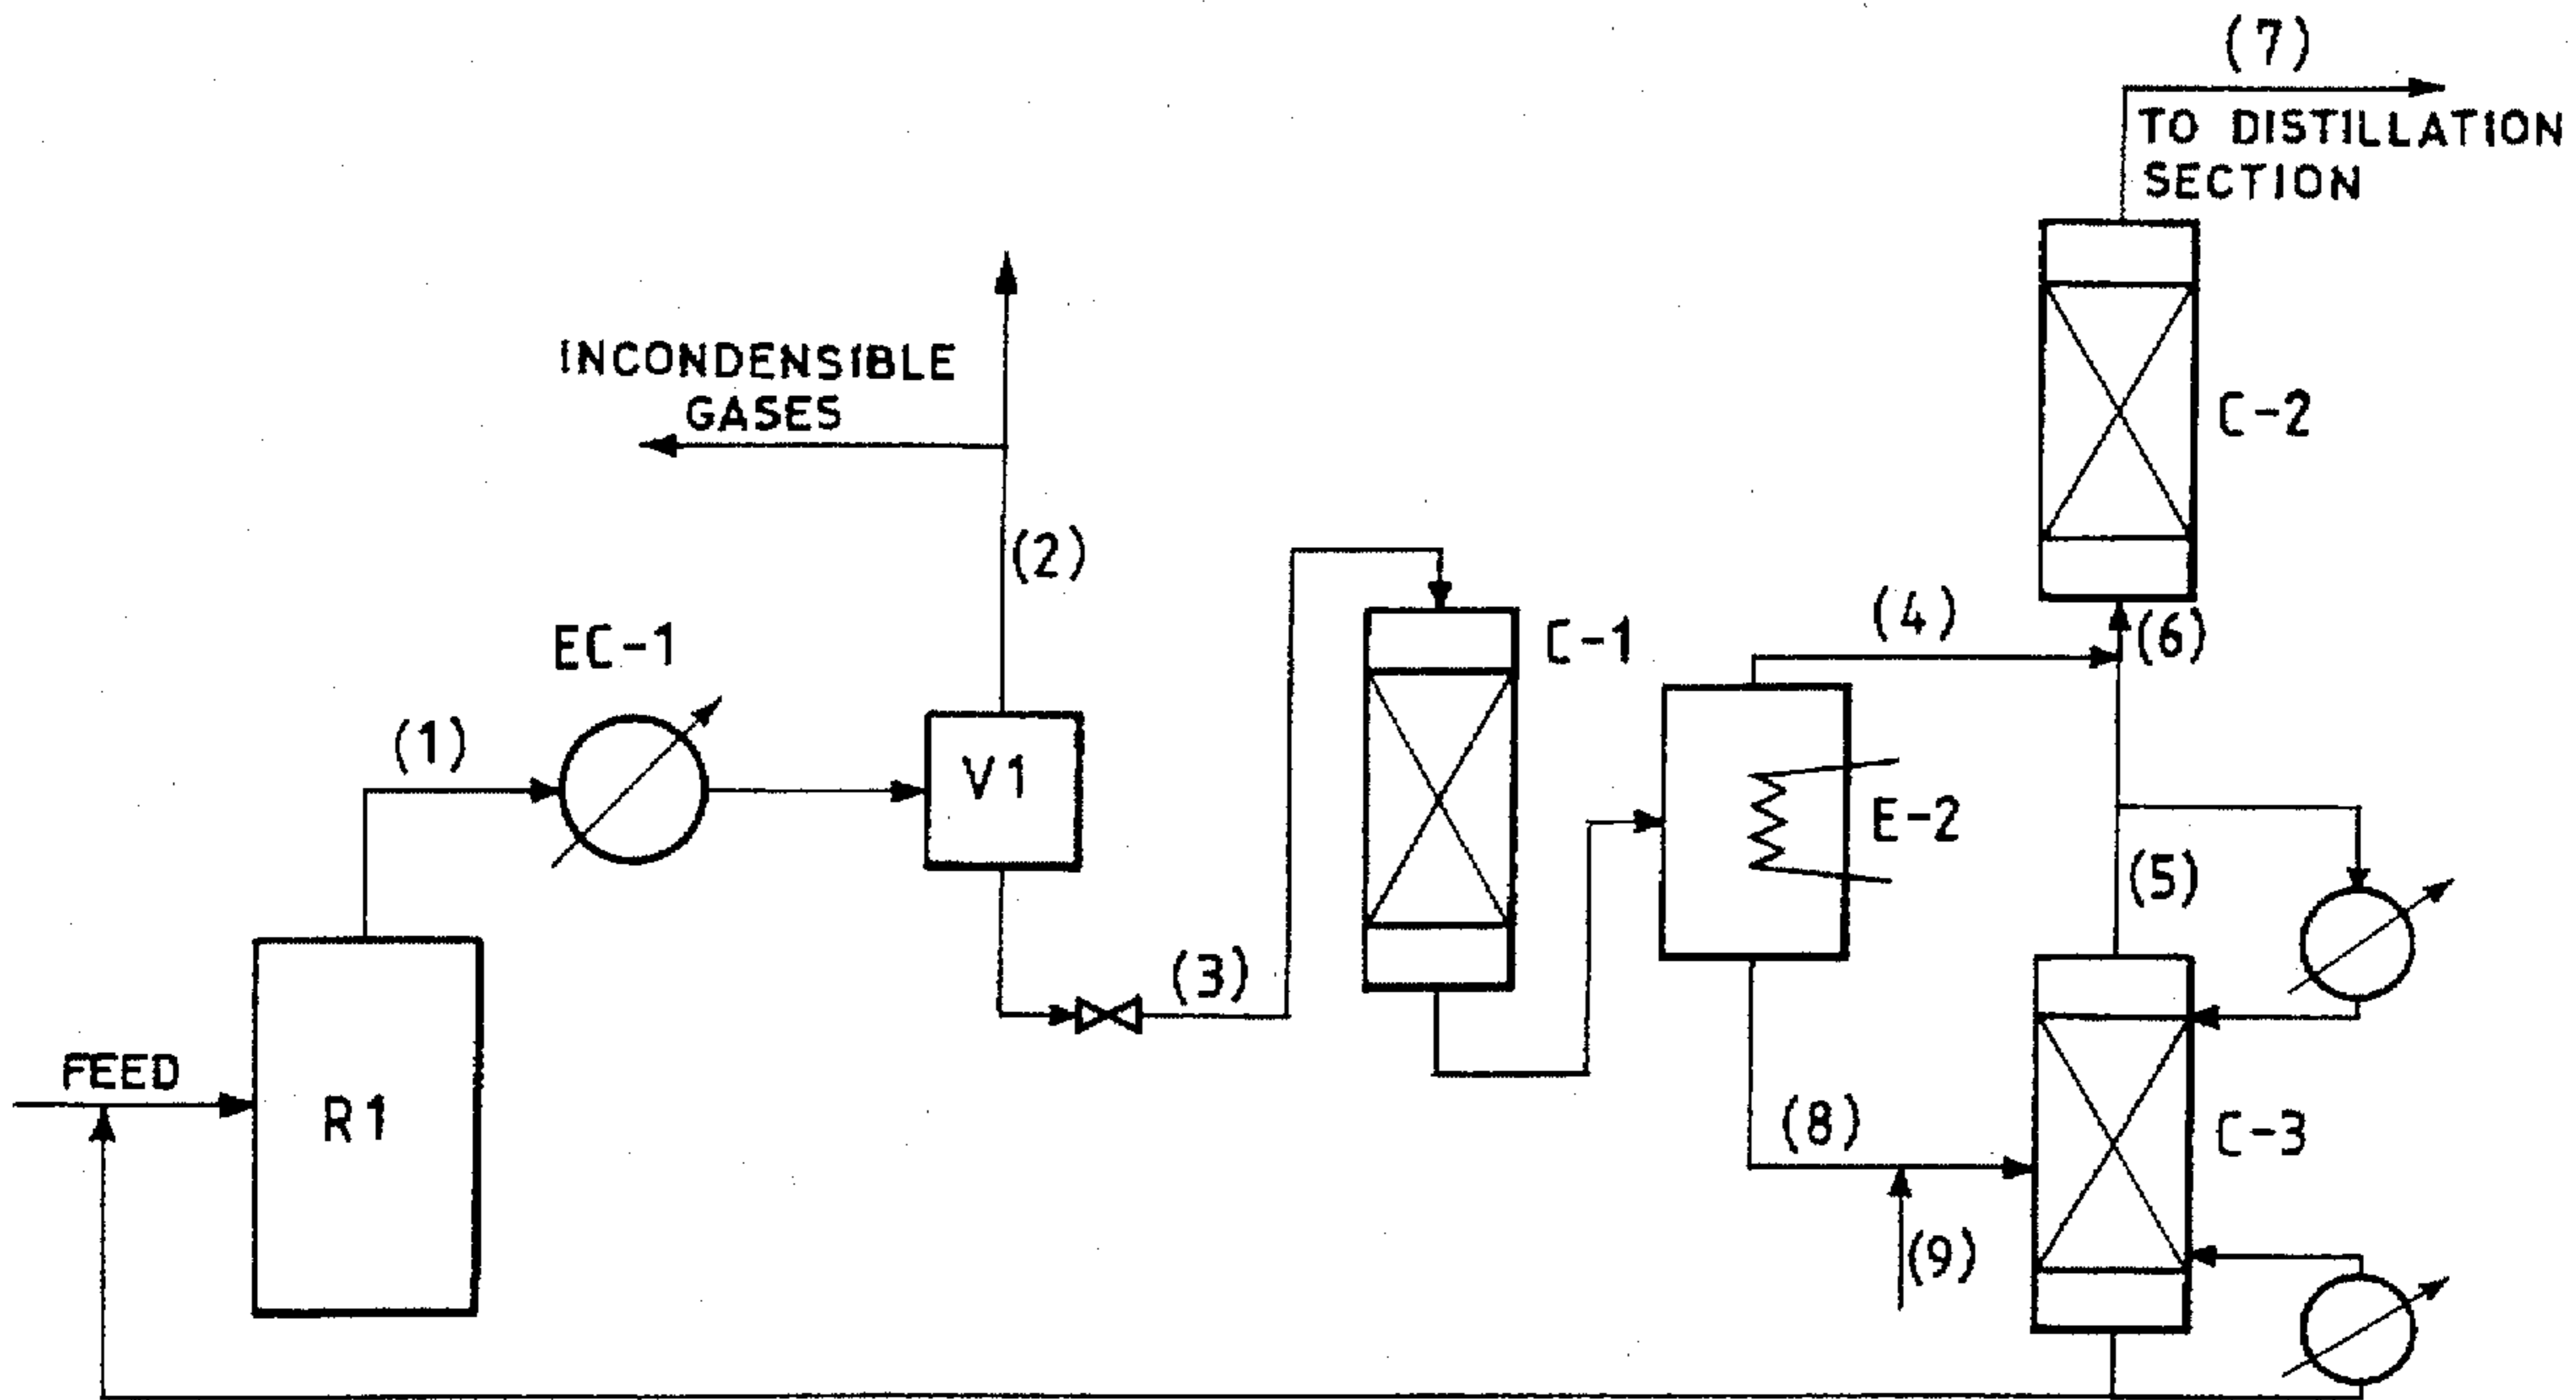 (7)
TO DISTILLATION
SECTION
INCONDENSIBLE
GASES
C-2
(2)
(4)
EC-1
C-1
(6)
(1)
V1
E-2
(5)
(3)
FEED
R1
(8)
C-3
(9)